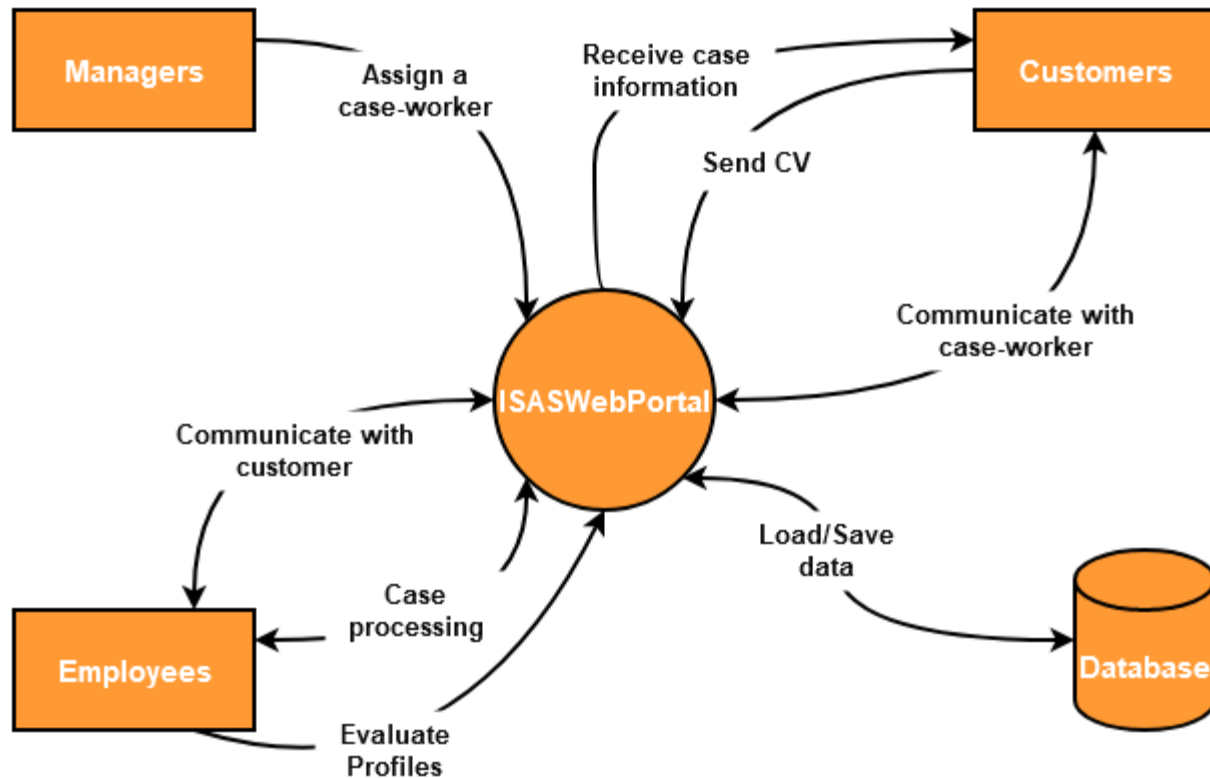 Managers
Assign a
case-worker
Receive case
information
Customers
Send CV
Communicate with
case-worker
ISASWebPortal
Communicate with
customer
Load/Save
data
Case
processing
Employees
Database
Evaluate
Profiles